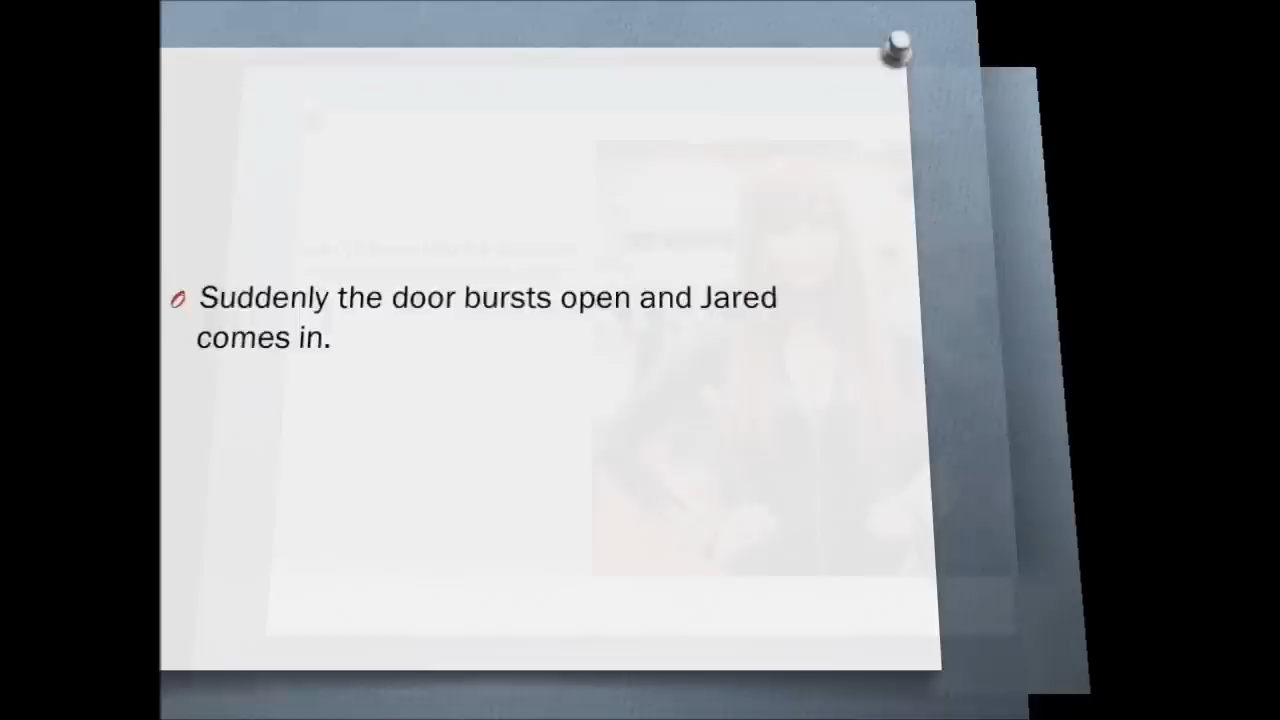 Suddenly the door bursts open and Jared
comes in.